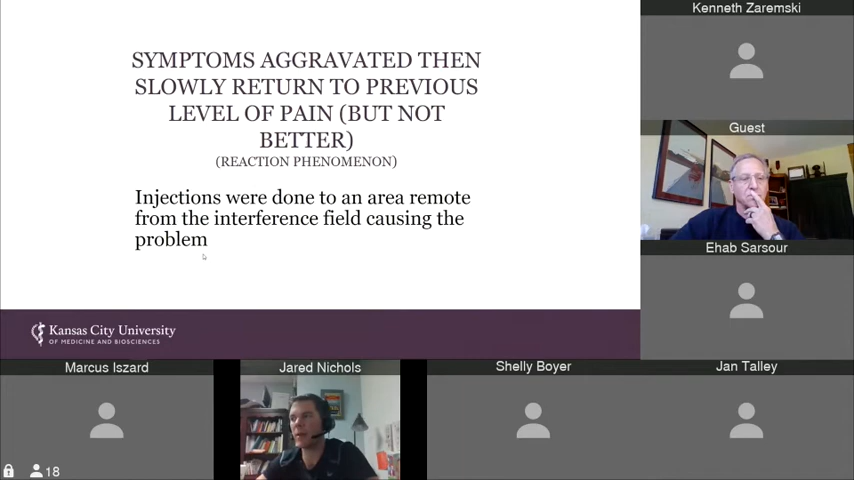 SYMPTOMS AGGRAVATED THEN
SLOWLY RETURN TO PREVIOUS
LEVEL OF PAIN (BUT NOT
BETTER)
(REACTION PHENOMENON)
Injections were done to an area remote
from the interference field causing the
problem
Kansas City University
OF MEDICINE AND BIOSCIENCES
Kenneth Zaremski
Guest
Ehab Sarsour
Marcus Iszard
Jared Nichols
Shelly Boyer
Jan Talley
18